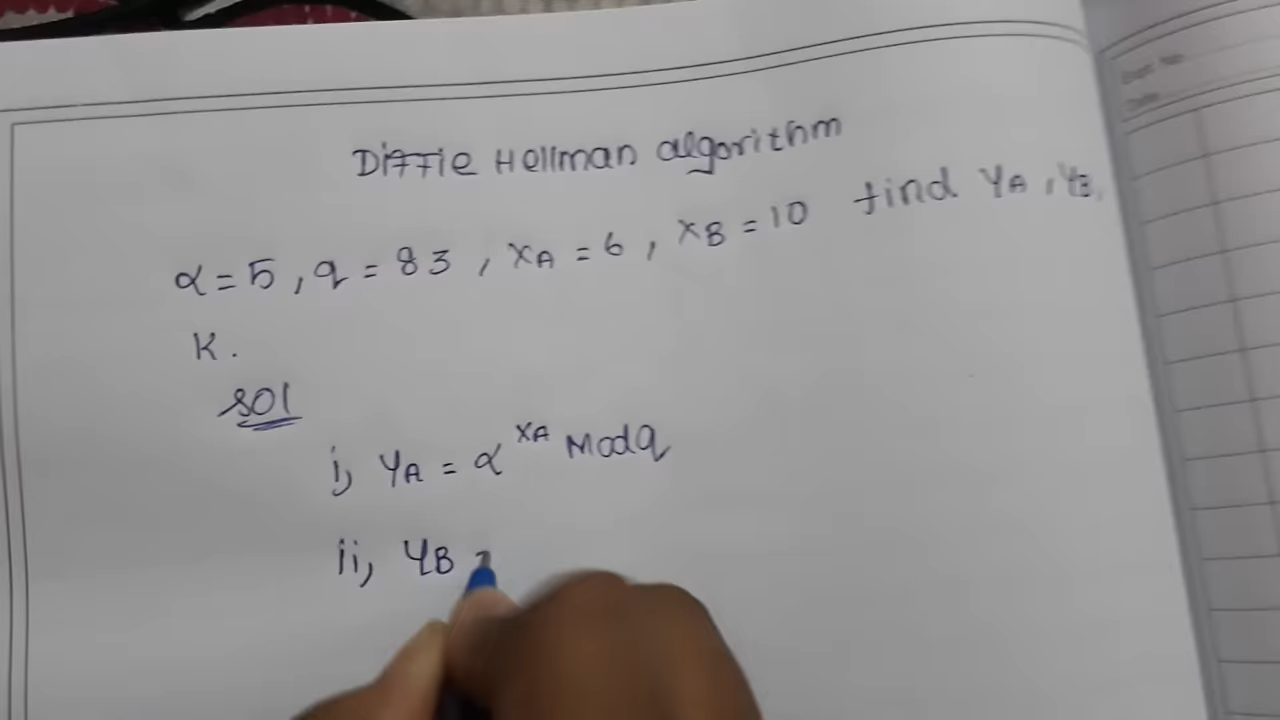 Diffie Hellman algorithm
α = 5, q = 83, XA = 6, XB = 10 find YA, YB,
K.
Sol
i, YA = α^XA Mod q
ii, YB =